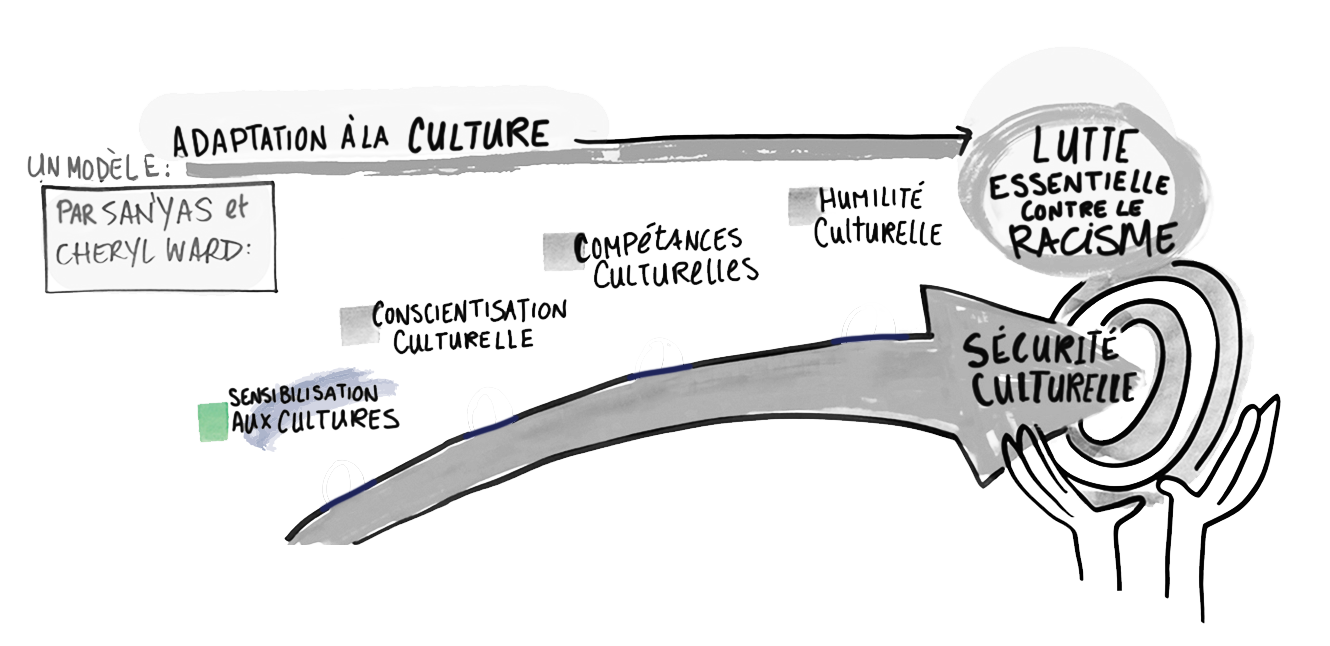 ADAPTATION À LA CULTURE
UN MODÈLE:
PAR SAN'YAS et
CHERYL WARD:
LUTTE
ESSENTIELLE
CONTRE LE
RACISME
HUMILITÉ
CULTURELLE
COMPÉTANCES
CULTURELLES
CONSCIENTISATION
CULTURELLE
SENSIBILISATION
AUX CULTURES
SÉCURITÉ
CULTURELLE